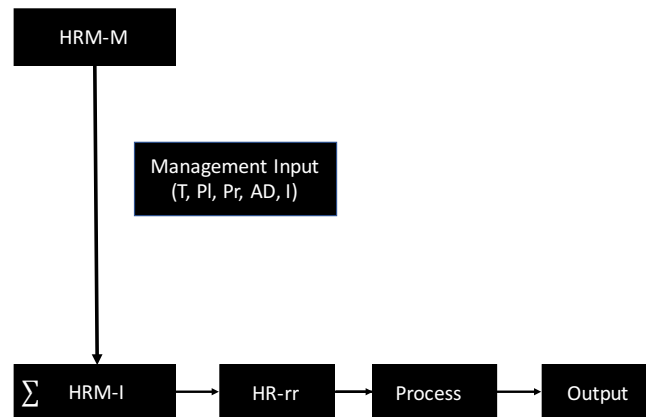 HRM-M
Management Input
(T, Pl, Pr, AD, I)
∑ HRM-I
HR-rr
Process
Output